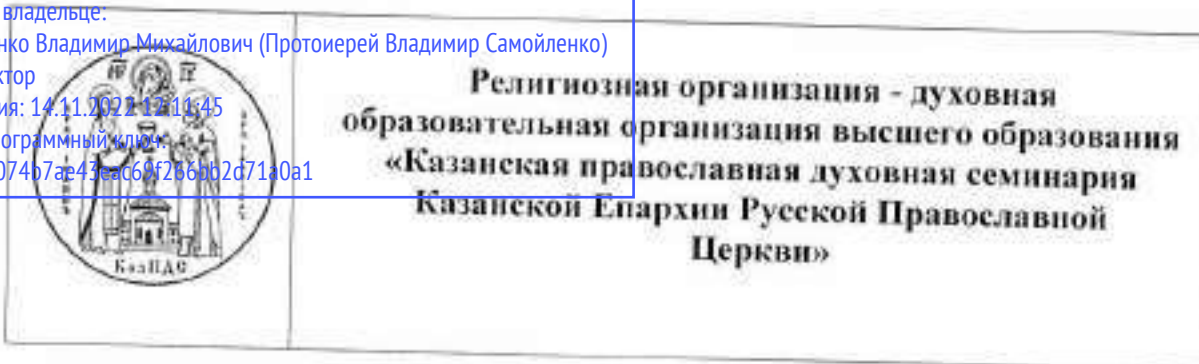 владельце:
нко Владимир Михайлович (Протоиерей Владимир Самойленко)
ктор
ия: 14.11.2022 12:11:45
ограммный ключ:
074b7ae43eac69f266bb2d71a0a1
КазПДС
Религиозная организация - духовная
образовательная организация высшего образования
«Казанская православная духовная семинария
Казанской Епархии Русской Православной
Церкви»